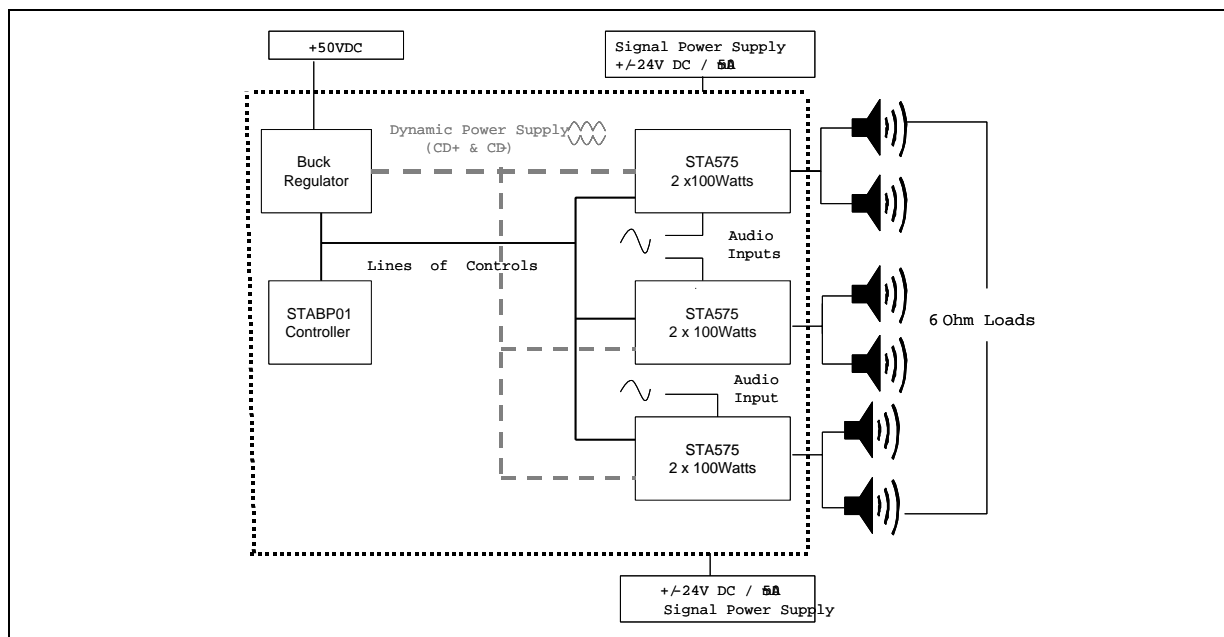 +50VDC
Signal Power Supply
+/-24V DC /
Dynamic Power Supply
(CD+ & CD-)
Buck
Regulator
STA575
2 x100Watts
Audio
Inputs
Lines of Controls
STABP01
Controller
STA575
2 x 100Watts
6 Ohm Loads
Audio
Input
STA575
2 x 100Watts
+/-24V DC /
Signal Power Supply